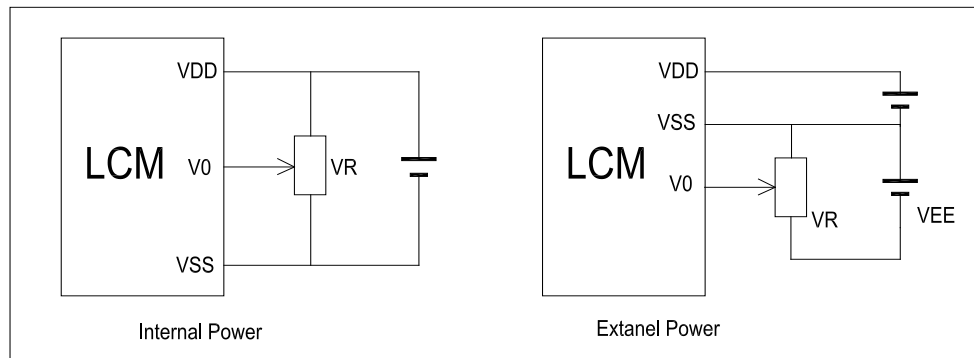 VDD
LCM
V0
VR
VSS
Internal Power
VDD
VSS
LCM
V0
VR
VEE
Extanel Power